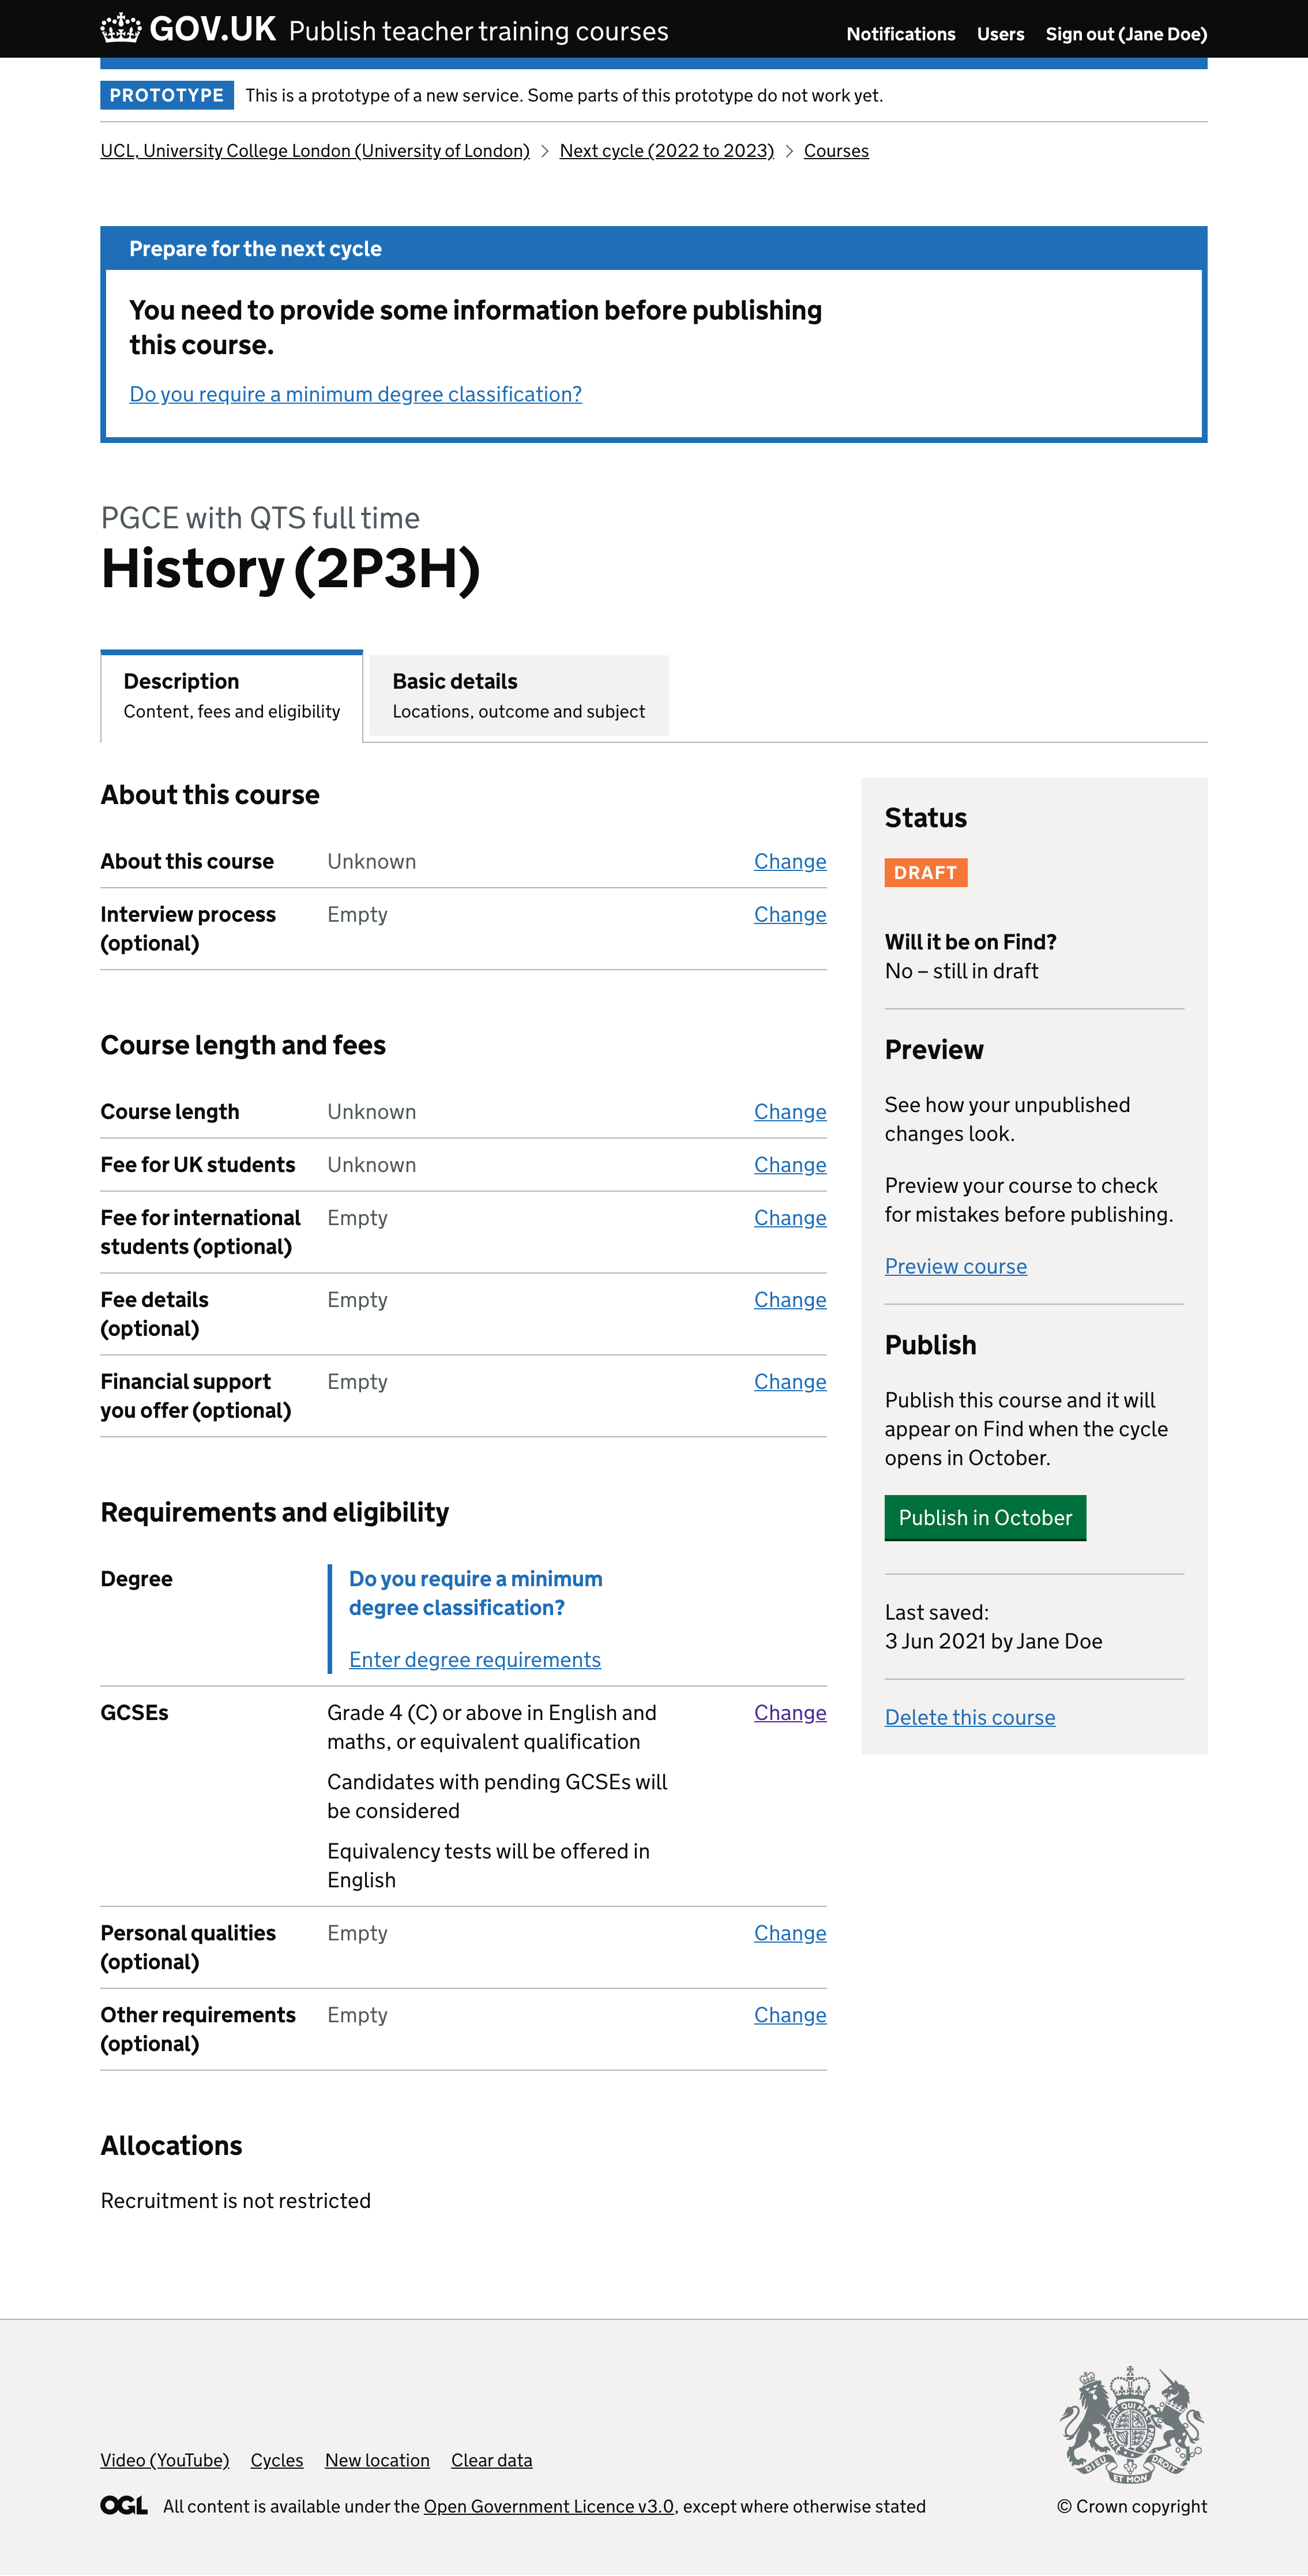 GOV.UK Publish teacher training courses
Notifications Users Sign out (Jane Doe)
PROTOTYPE This is a prototype of a new service. Some parts of this prototype do not work yet.
UCL, University College London (University of London) Next cycle (2022 to 2023) Courses
Prepare for the next cycle
You need to provide some information before publishing
this course.
Do you require a minimum degree classification?
PGCE with QTS full time
History (2P3H)
Description
Content, fees and eligibility
Basic details
Locations, outcome and subject
About this course
About this course Unknown Change
Interview process Empty Change
(optional)
Course length and fees
Course length Unknown Change
Fee for UK students Unknown Change
Fee for international Empty Change
students (optional)
Fee details Empty Change
(optional)
Financial support Empty Change
you offer (optional)
Requirements and eligibility
Degree Do you require a minimum
degree classification?
Enter degree requirements
GCSEs Grade 4 (C) or above in English and Change
maths, or equivalent qualification
Candidates with pending GCSEs will
be considered
Equivalency tests will be offered in
English
Personal qualities Empty Change
(optional)
Other requirements Empty Change
(optional)
Allocations
Recruitment is not restricted
Status
DRAFT
Will it be on Find?
No – still in draft
Preview
See how your unpublished
changes look.
Preview your course to check
for mistakes before publishing.
Preview course
Publish
Publish this course and it will
appear on Find when the cycle
opens in October.
Publish in October
Last saved:
3 Jun 2021 by Jane Doe
Delete this course
Video (YouTube) Cycles New location Clear data
OGL All content is available under the Open Government Licence v3.0, except where otherwise stated
DIEU ET MON DROIT
© Crown copyright